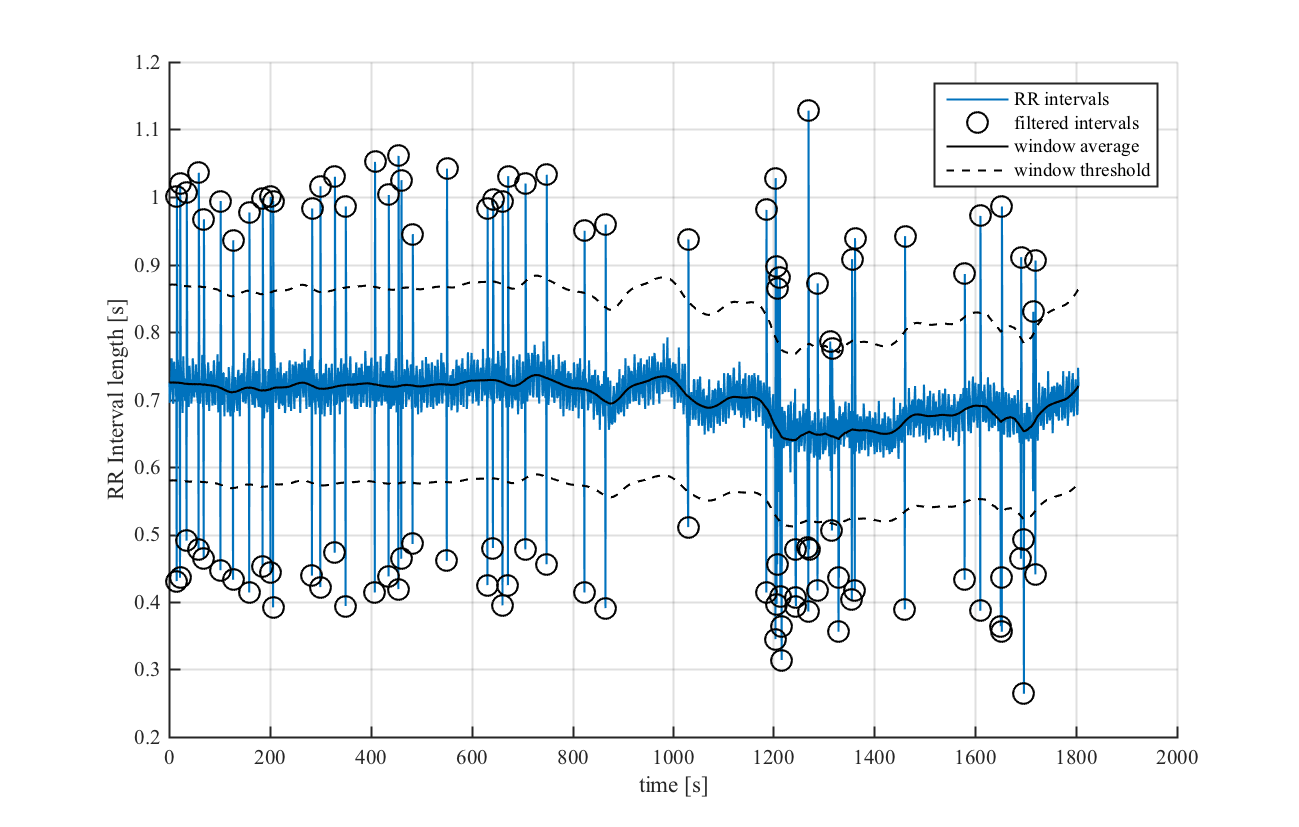 1.2
1.1
1
0.9
0.8
0.7
0.6
0.5
0.4
0.3
0.2
RR Interval length [s]
RR intervals
filtered intervals
window average
window threshold
0 200 400 600 800 1000 1200 1400 1600 1800 2000
time [s]